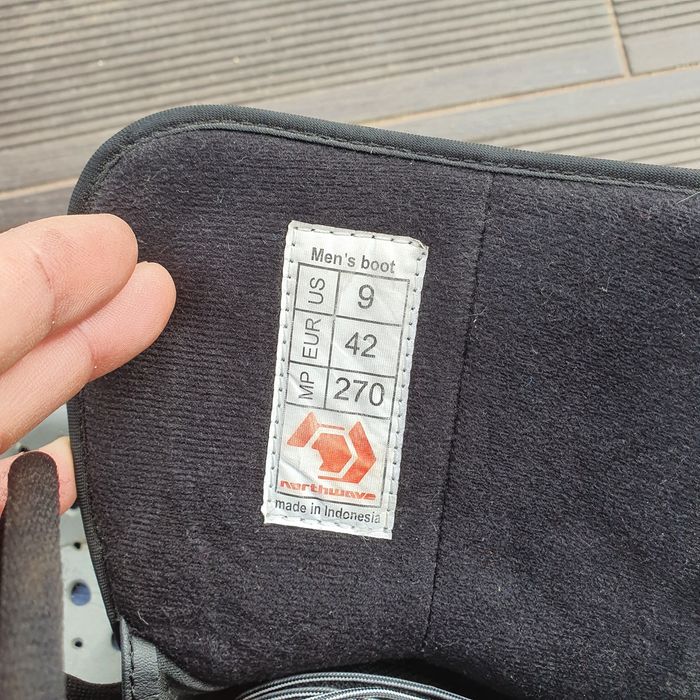 Men's boot
US 9
EUR 42
MP 270
northwave
made in Indonesia